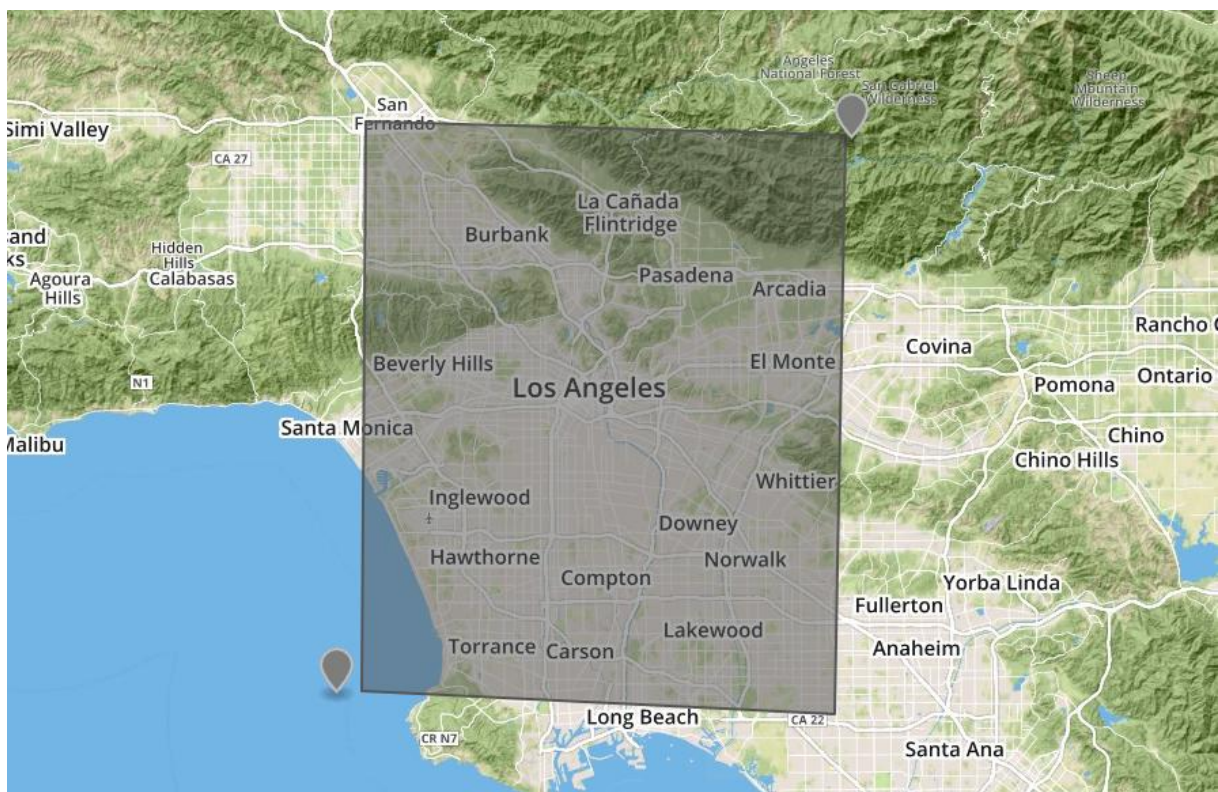 Angeles
National Forest
San Gabriel
Wilderness
Sheep
Mountain
Wilderness
San
Fernando
Simi Valley
CA 27
La Cañada
Flintridge
Burbank
sand
ks
Hidden
Hills
Calabasas
Agoura
Hills
Pasadena
Arcadia
Rancho C
Covina
El Monte
Beverly Hills
Los Angeles
N1
Pomona
Ontario
Santa Monica
Malibu
Chino
Chino Hills
Whittier
Inglewood
Downey
Hawthorne
Norwalk
Compton
Yorba Linda
Fullerton
Lakewood
Torrance
Carson
Anaheim
Long Beach
CA 22
CR N7
Santa Ana